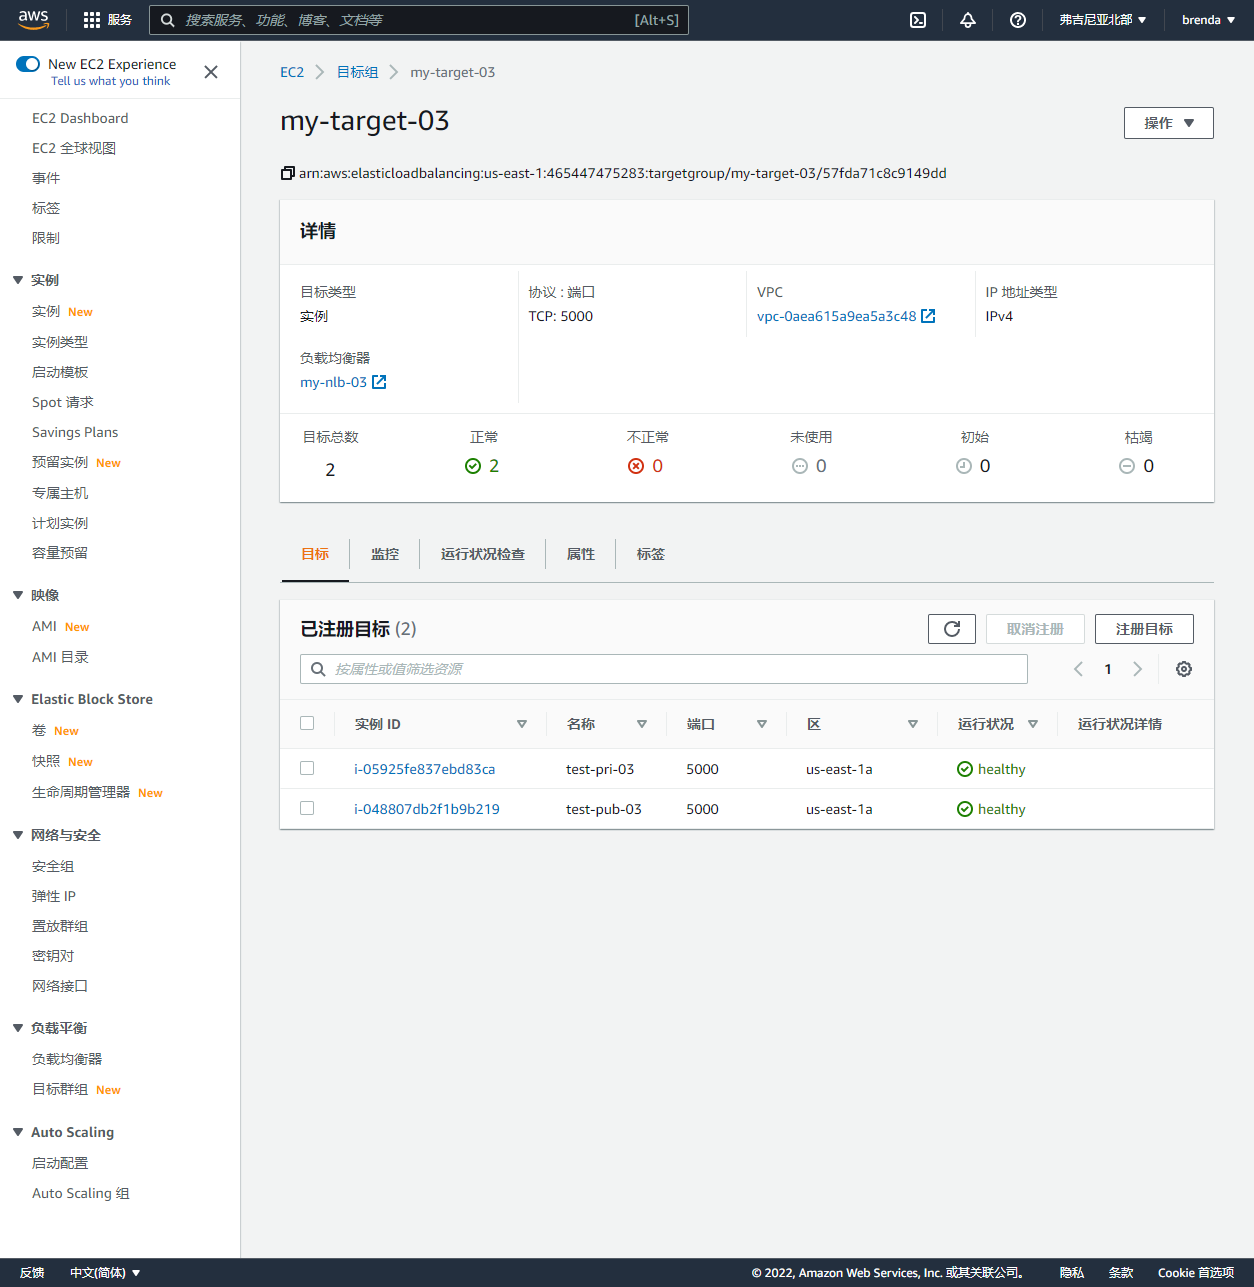 aws 服务 搜索服务、功能、博客、文档等 [Alt+S] 弗吉尼亚北部 brenda
New EC2 Experience
Tell us what you think
EC2 Dashboard
EC2 全球视图
事件
标签
限制
实例
实例 New
实例类型
启动模板
Spot 请求
Savings Plans
预留实例 New
专属主机
计划实例
容量预留
映像
AMI New
AMI 目录
Elastic Block Store
卷 New
快照 New
生命周期管理器 New
网络与安全
安全组
弹性 IP
置放群组
密钥对
网络接口
负载平衡
负载均衡器
目标群组 New
Auto Scaling
启动配置
Auto Scaling 组
EC2 目标组 my-target-03
my-target-03
操作
arn:aws:elasticloadbalancing:us-east-1:465447475283:targetgroup/my-target-03/57fda71c8c9149dd
详情
目标类型 协议 : 端口 VPC IP 地址类型
实例 TCP: 5000 vpc-0aea615a9ea5a3c48 IPv4
负载均衡器
my-nlb-03
目标总数 正常 不正常 未使用 初始 枯竭
2 2 0 0 0 0
目标 监控 运行状况检查 属性 标签
已注册目标 (2) 取消注册 注册目标
按属性或值筛选资源 1
实例 ID 名称 端口 区 运行状况 运行状况详情
i-05925fe837ebd83ca test-pri-03 5000 us-east-1a healthy
i-048807db2f1b9b219 test-pub-03 5000 us-east-1a healthy
反馈 中文(简体) © 2022, Amazon Web Services, Inc. 或其关联公司。 隐私 条款 Cookie 首选项